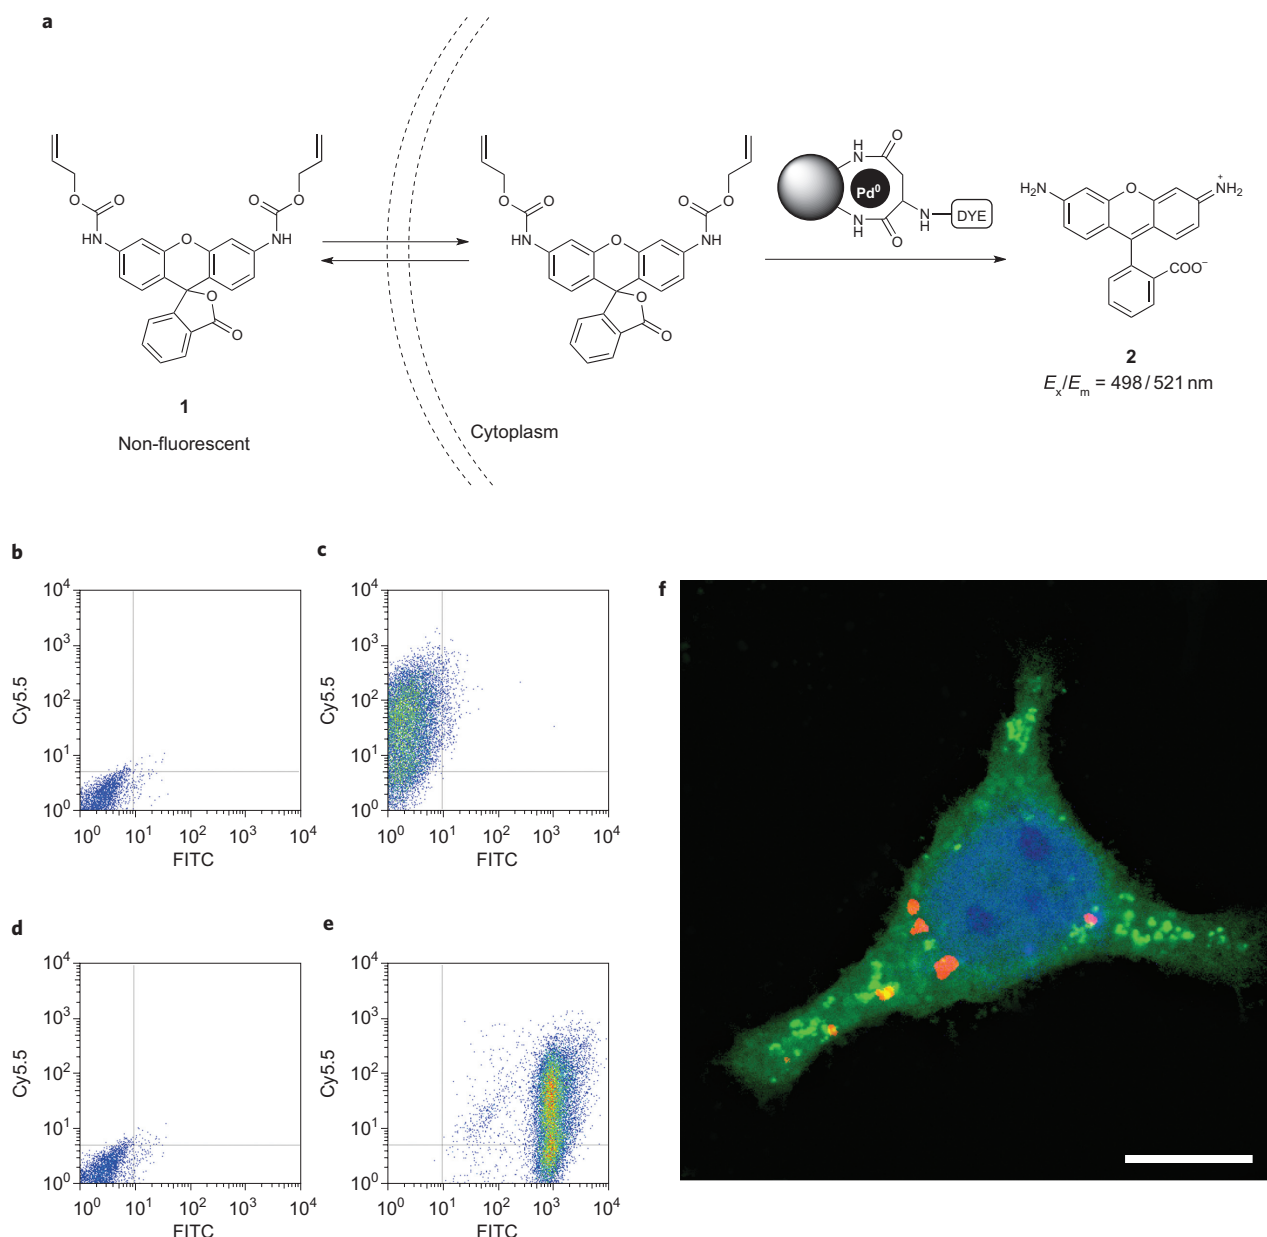 a
O O
O O O O
NH O NH
O
O
1
Non-fluorescent
Cytoplasm
O O
O O O O
NH O NH
O
O
H
N O
Pd⁰
N
H O H
N DYE
H₂N O +
NH₂
COO⁻
2
Eₓ/Eₘ = 498 / 521 nm
b
10⁴
10³
10²
10¹
10⁰
Cy5.5
10⁰ 10¹ 10² 10³ 10⁴
FITC
c
10⁴
10³
10²
10¹
10⁰
Cy5.5
10⁰ 10¹ 10² 10³ 10⁴
FITC
d
10⁴
10³
10²
10¹
10⁰
Cy5.5
10⁰ 10¹ 10² 10³ 10⁴
FITC
e
10⁴
10³
10²
10¹
10⁰
Cy5.5
10⁰ 10¹ 10² 10³ 10⁴
FITC
f